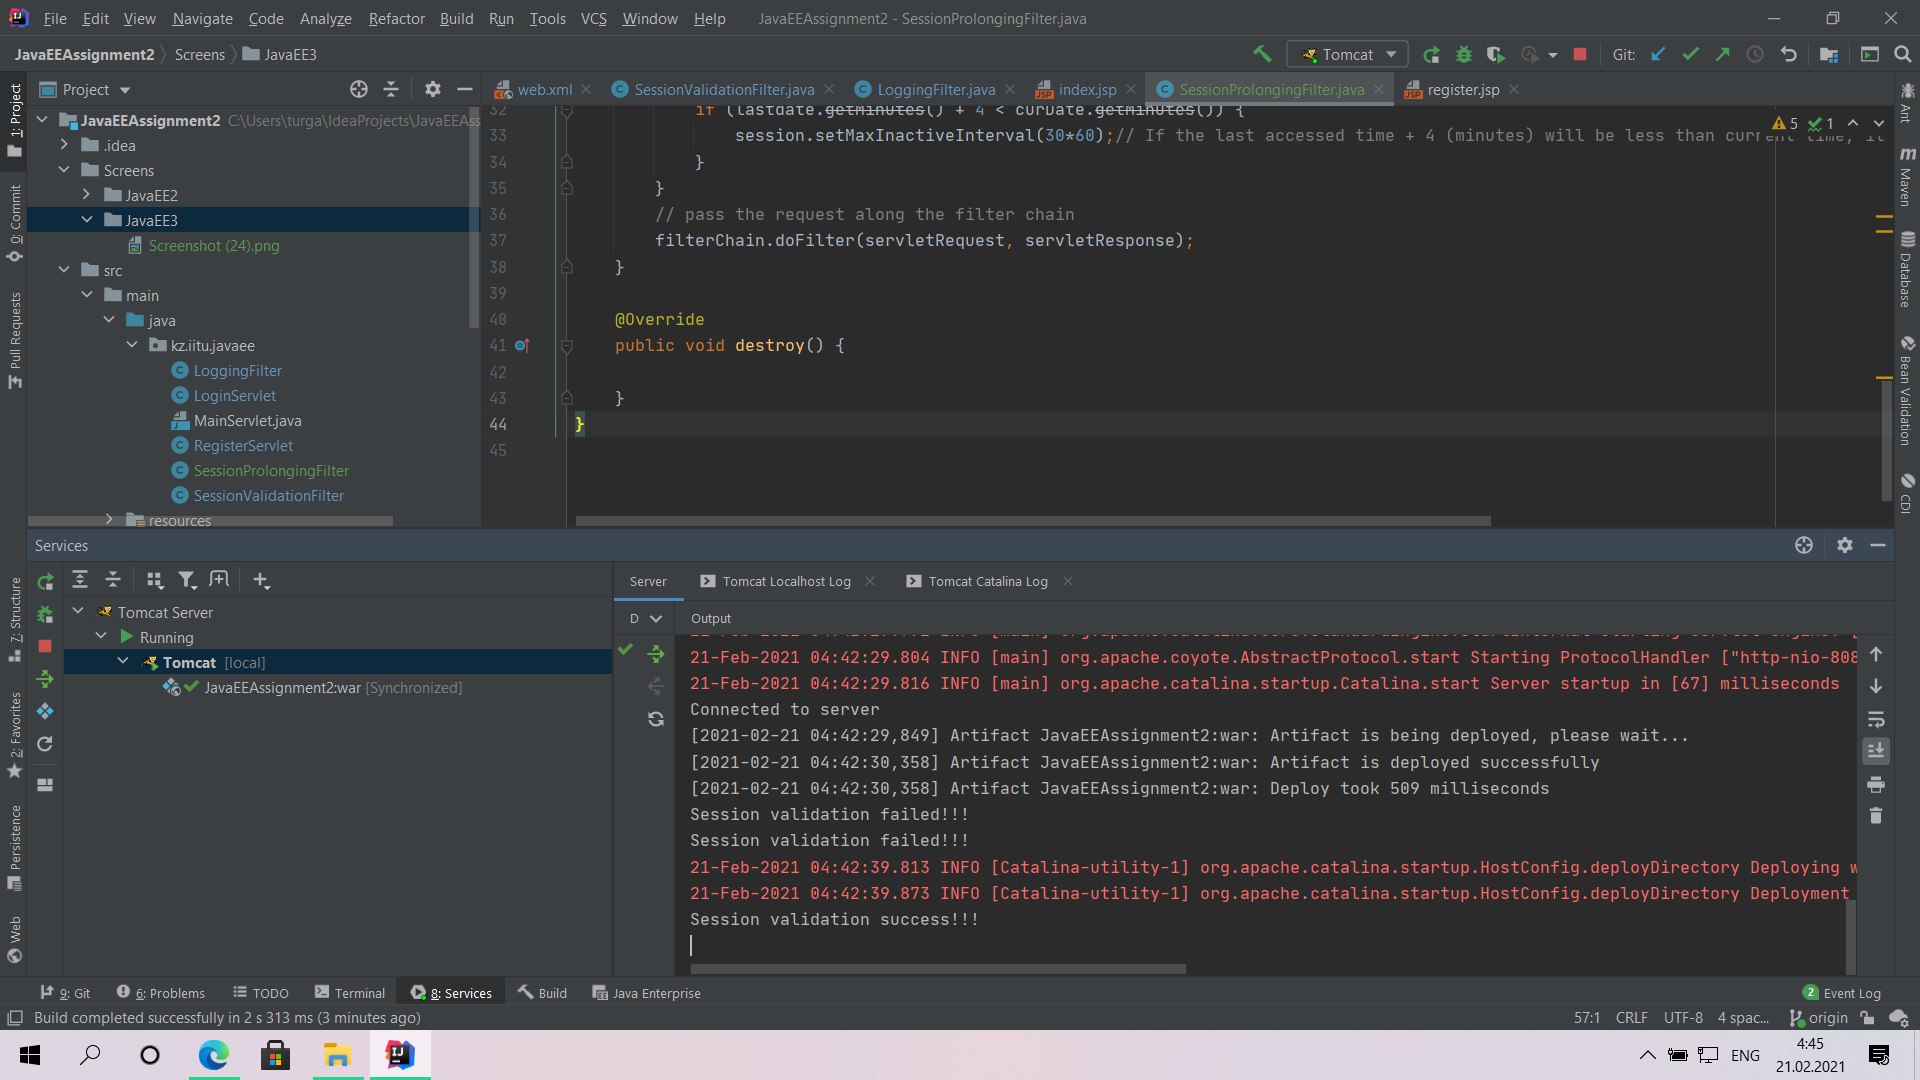 File Edit View Navigate Code Analyze Refactor Build Run Tools VCS Window Help JavaEEAssignment2 - SessionProlongingFilter.java
JavaEEAssignment2 Screens JavaEE3 Tomcat Git:
Project
web.xml SessionValidationFilter.java LoggingFilter.java index.jsp SessionProlongingFilter.java register.jsp
JavaEEAssignment2 C:\Users\turga\IdeaProjects\JavaEEAss
.idea
Screens
JavaEE2
JavaEE3
Screenshot (24).png
src
main
java
kz.iitu.javaee
LoggingFilter
LoginServlet
MainServlet.java
RegisterServlet
SessionProlongingFilter
SessionValidationFilter
resources
32 if (lastdate.getMinutes() + 4 < curDate.getMinutes()) {
5 1
33 session.setMaxInactiveInterval(30*60);// If the last accessed time + 4 (minutes) will be less than current time, it
34 }
35 }
36 // pass the request along the filter chain
37 filterChain.doFilter(servletRequest, servletResponse);
38 }
39
40 @Override
41 public void destroy() {
42
43 }
44 }
45
1: Project
0: Commit
Pull Requests
7: Structure
2: Favorites
Persistence
Web
Ant
Maven
Database
Bean Validation
CDI
Services
Tomcat Server
Running
Tomcat [local]
JavaEEAssignment2:war [Synchronized]
Server Tomcat Localhost Log Tomcat Catalina Log
D Output
21-Feb-2021 04:42:29.804 INFO [main] org.apache.coyote.AbstractProtocol.start Starting ProtocolHandler ["http-nio-808
21-Feb-2021 04:42:29.816 INFO [main] org.apache.catalina.startup.Catalina.start Server startup in [67] milliseconds
Connected to server
[2021-02-21 04:42:29,849] Artifact JavaEEAssignment2:war: Artifact is being deployed, please wait...
[2021-02-21 04:42:30,358] Artifact JavaEEAssignment2:war: Artifact is deployed successfully
[2021-02-21 04:42:30,358] Artifact JavaEEAssignment2:war: Deploy took 509 milliseconds
Session validation failed!!!
Session validation failed!!!
21-Feb-2021 04:42:39.813 INFO [Catalina-utility-1] org.apache.catalina.startup.HostConfig.deployDirectory Deploying w
21-Feb-2021 04:42:39.873 INFO [Catalina-utility-1] org.apache.catalina.startup.HostConfig.deployDirectory Deployment
Session validation success!!!
9: Git 6: Problems TODO Terminal 8: Services Build Java Enterprise 2 Event Log
Build completed successfully in 2 s 313 ms (3 minutes ago) 57:1 CRLF UTF-8 4 spac... origin
ENG
4:45
21.02.2021